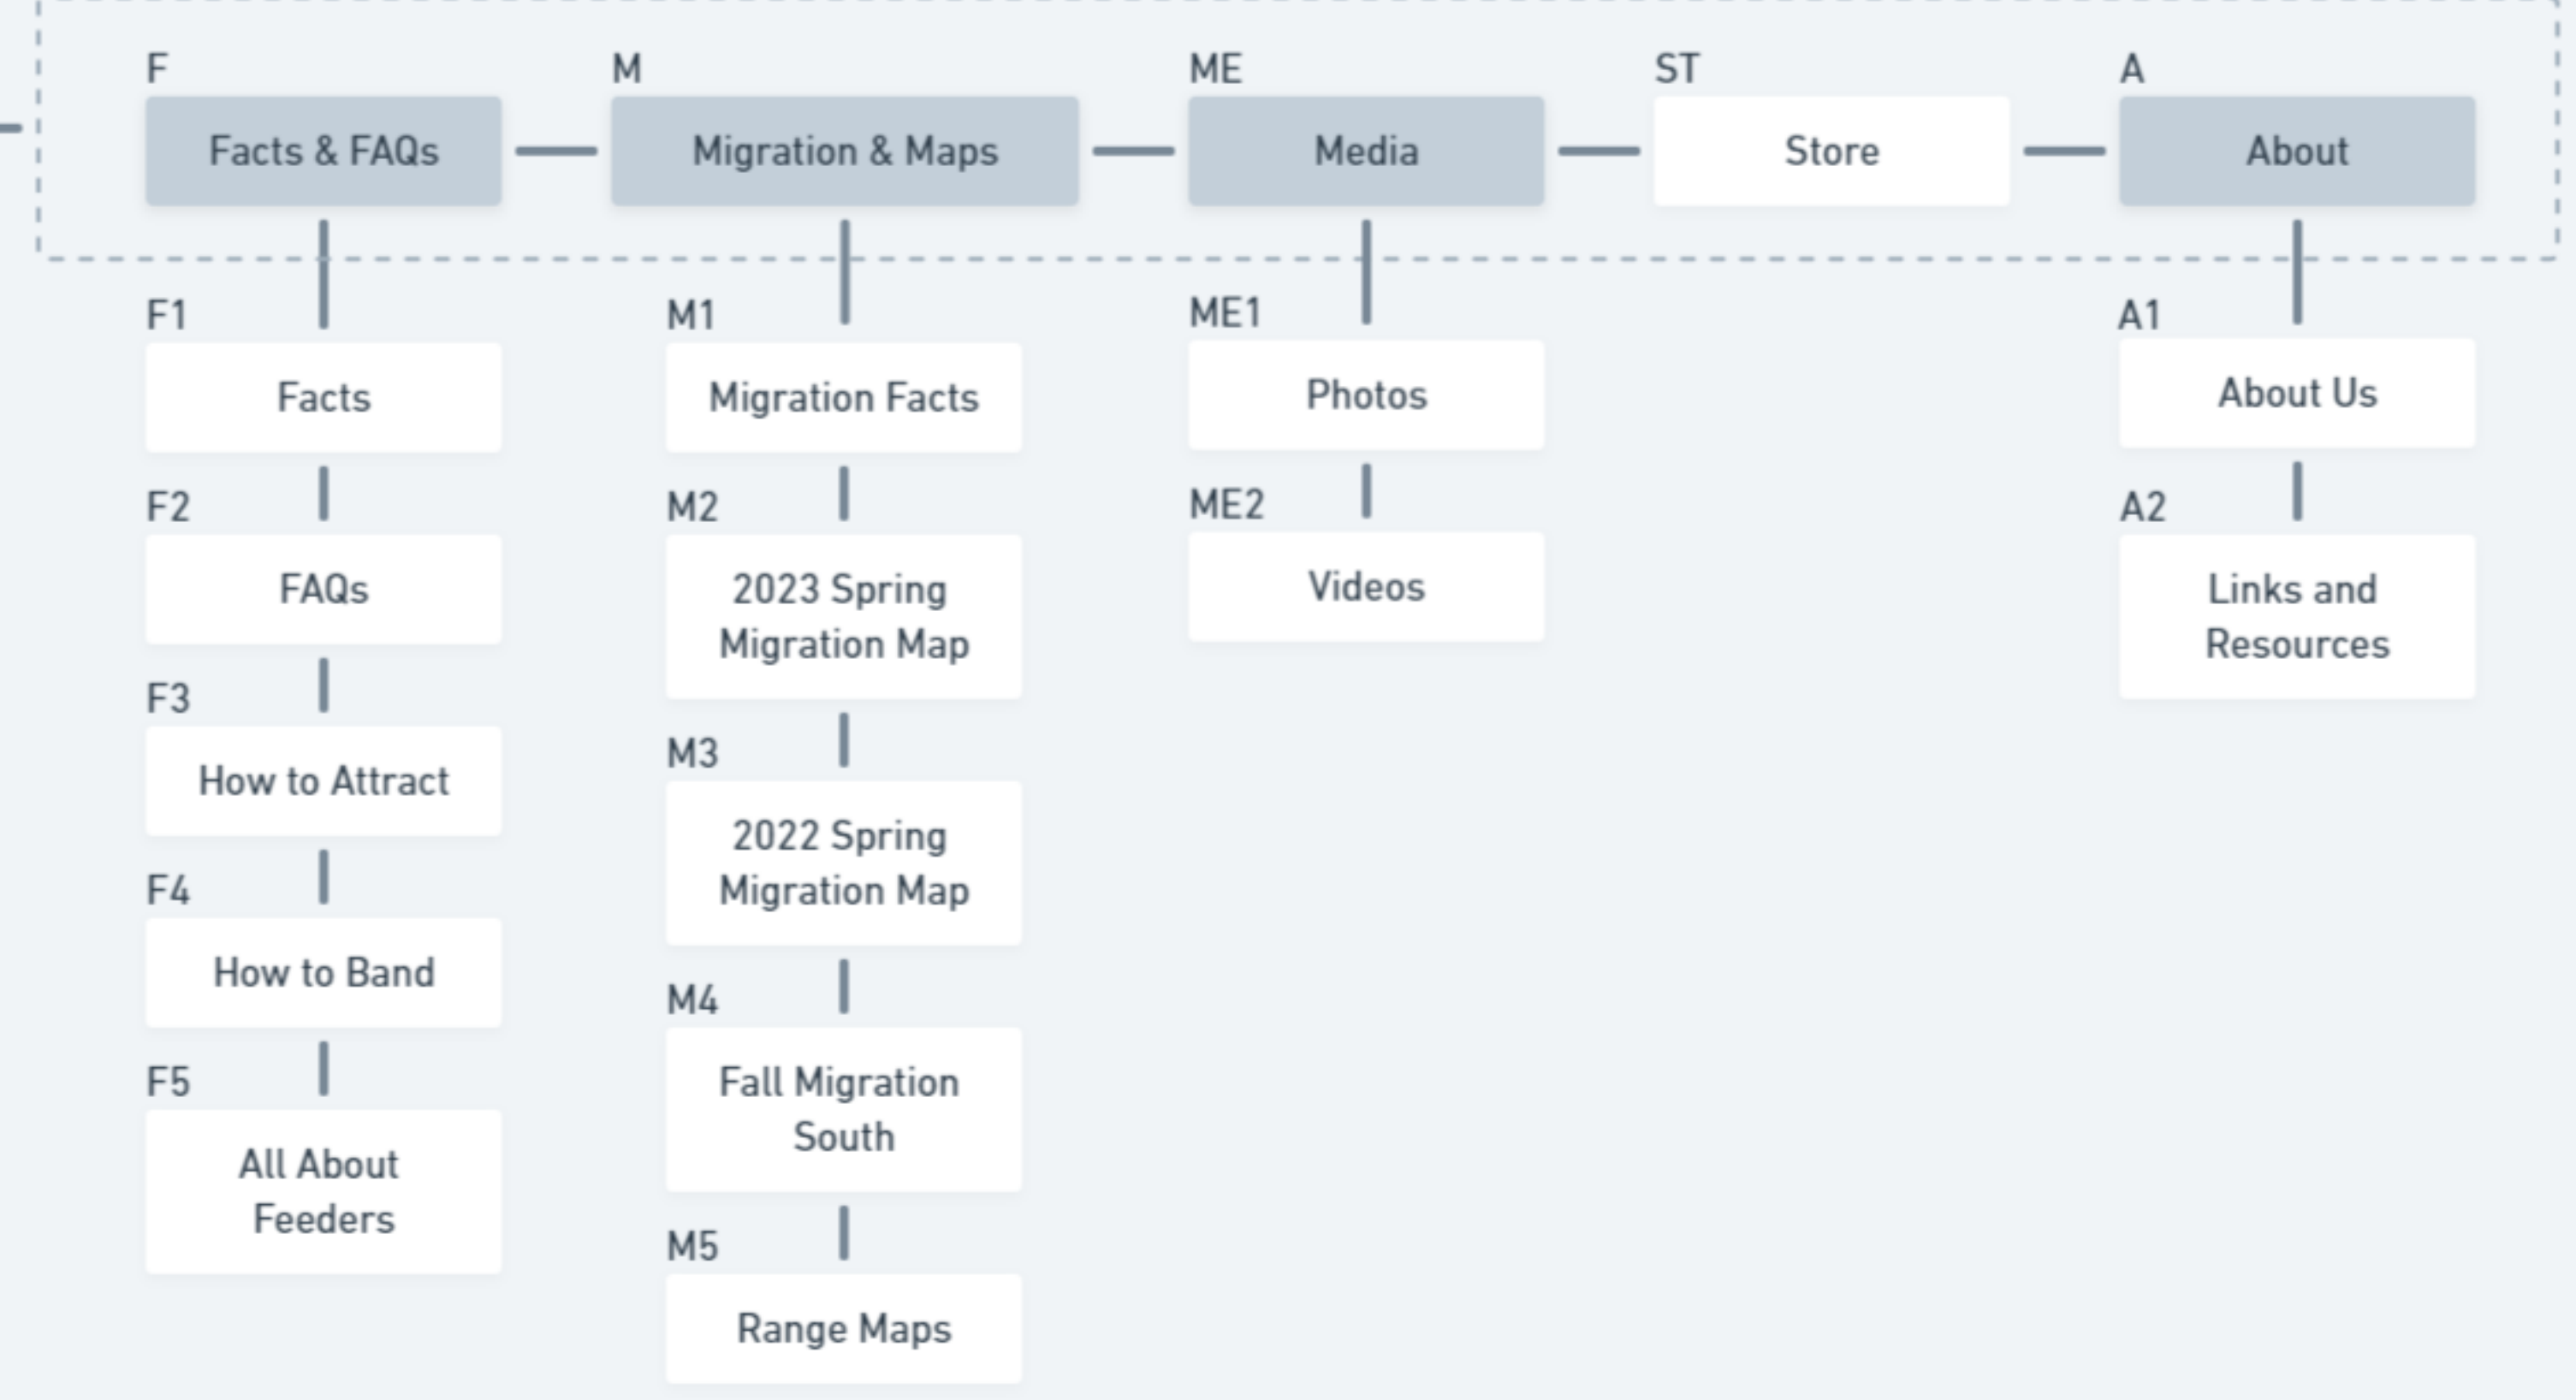 F
Facts & FAQs
M
Migration & Maps
ME
Media
ST
Store
A
About
F1
Facts
F2
FAQs
F3
How to Attract
F4
How to Band
F5
All About
Feeders
M1
Migration Facts
M2
2023 Spring
Migration Map
M3
2022 Spring
Migration Map
M4
Fall Migration
South
M5
Range Maps
ME1
Photos
ME2
Videos
A1
About Us
A2
Links and
Resources